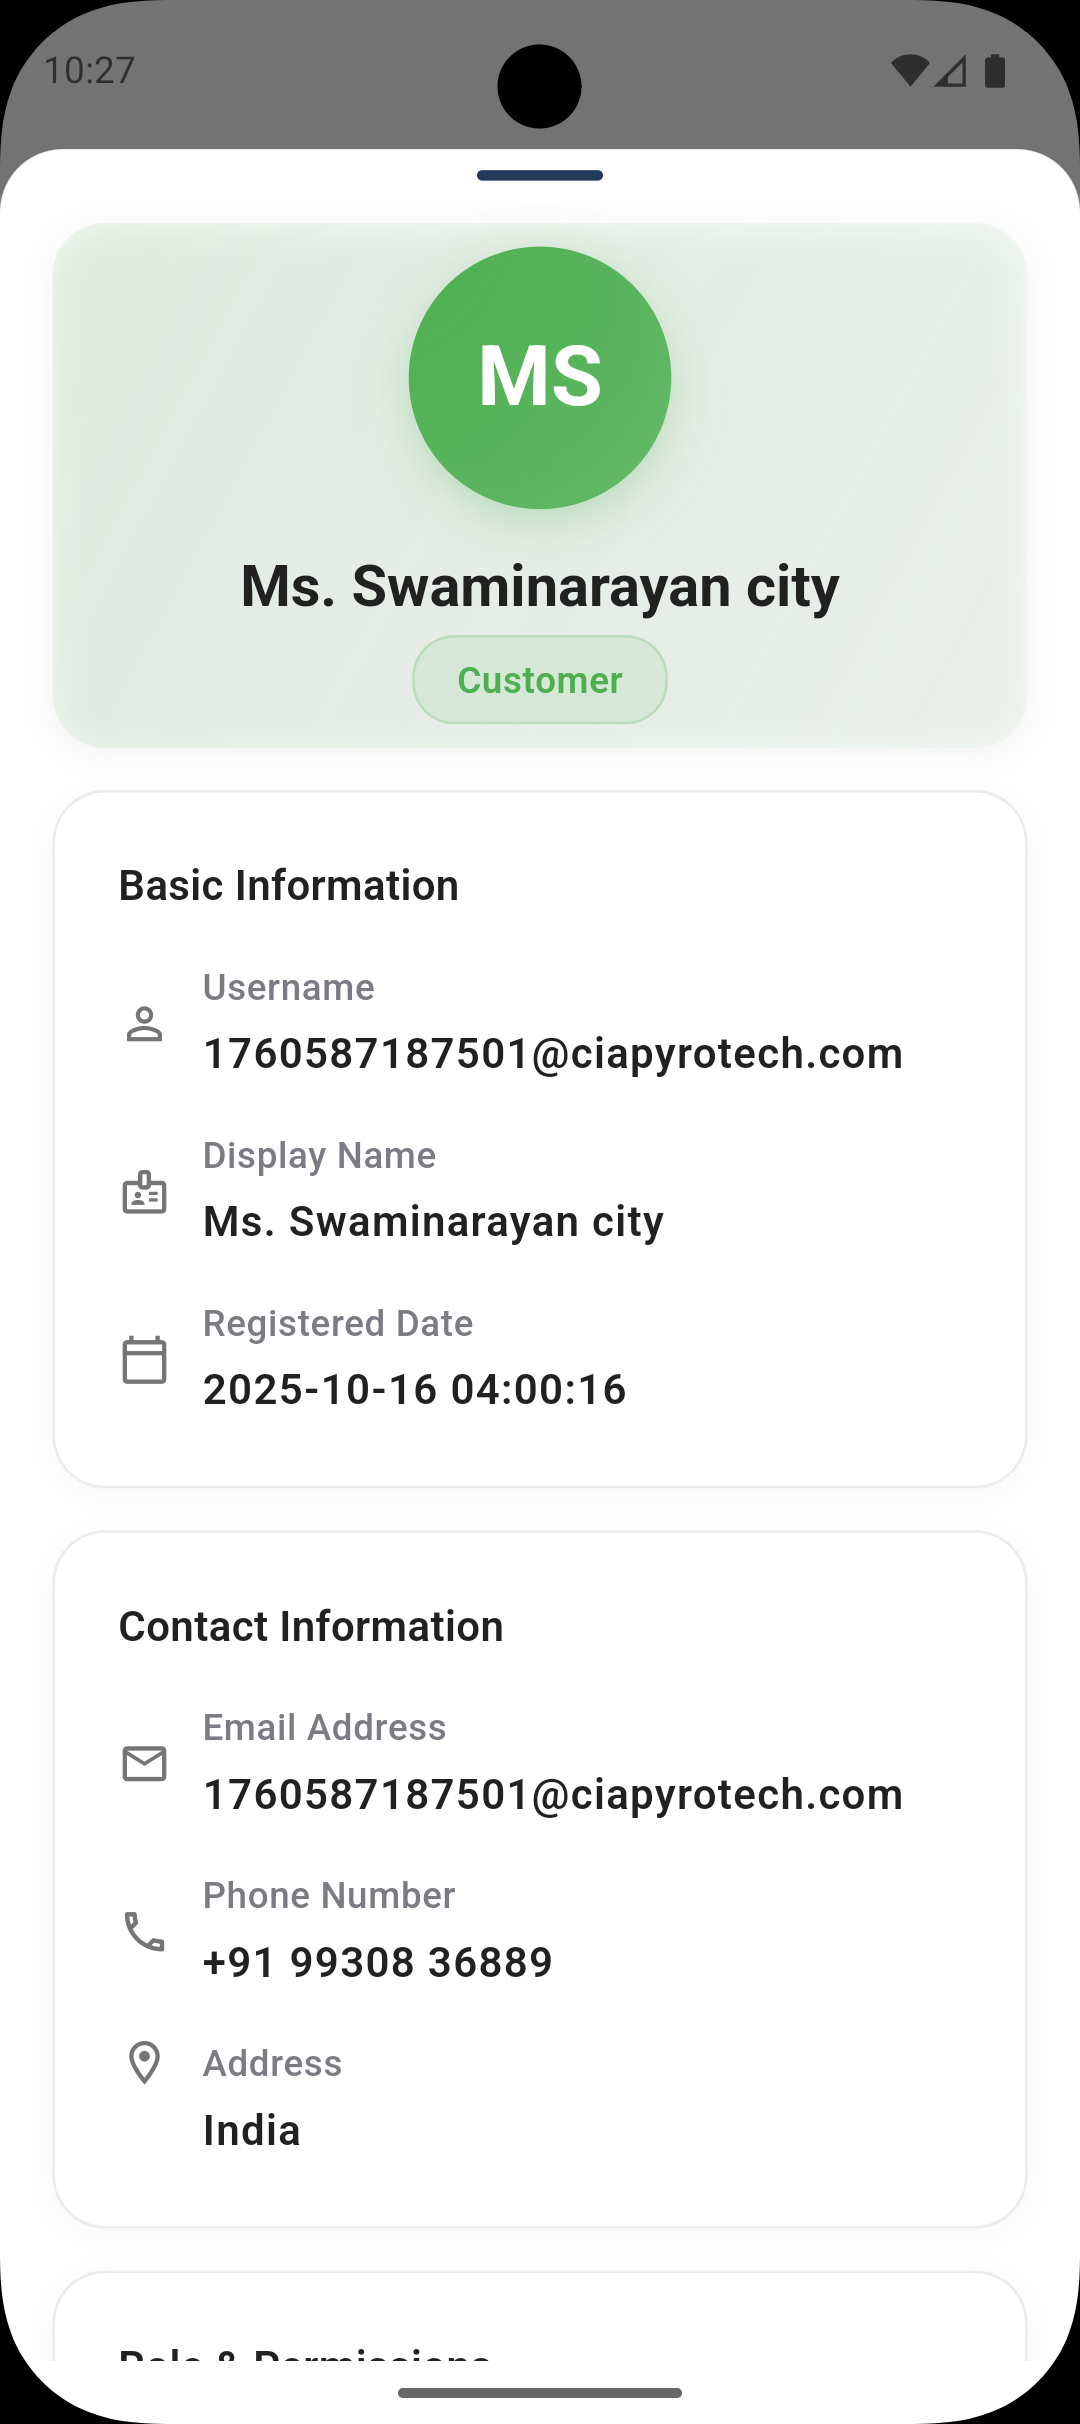 10:27
MS
Ms. Swaminarayan city
Customer
Basic Information
Username
1760587187501@ciapyrotech.com
Display Name
Ms. Swaminarayan city
Registered Date
2025-10-16 04:00:16
Contact Information
Email Address
1760587187501@ciapyrotech.com
Phone Number
+91 99308 36889
Address
India
Role & Permissions